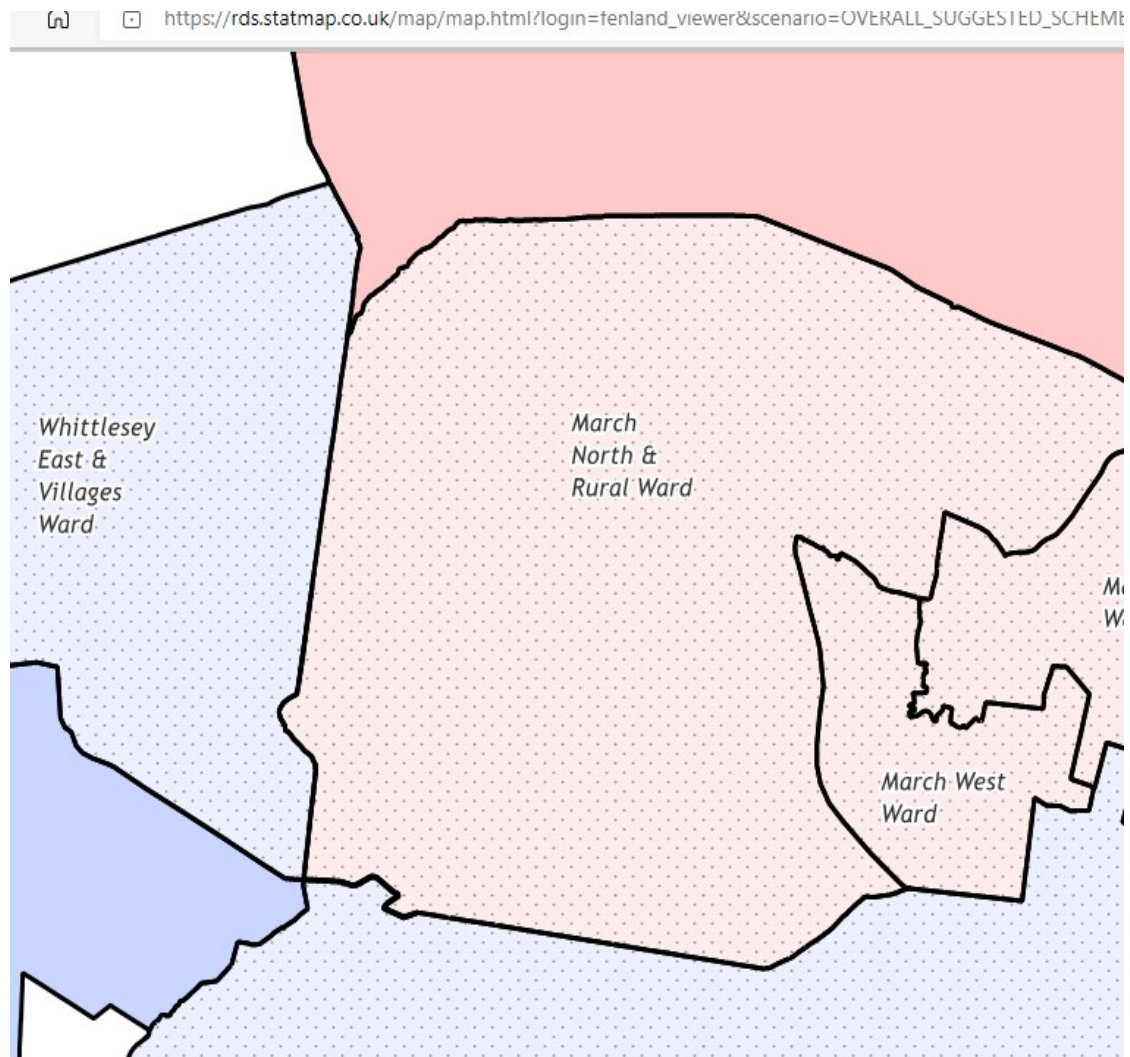 https://rds.statmap.co.uk/map/map.html?login=fenland_viewer&scenario=OVERALL_SUGGESTED_SCHEME
Whittlesey
East &
Villages
Ward
March
North &
Rural Ward
March West
Ward